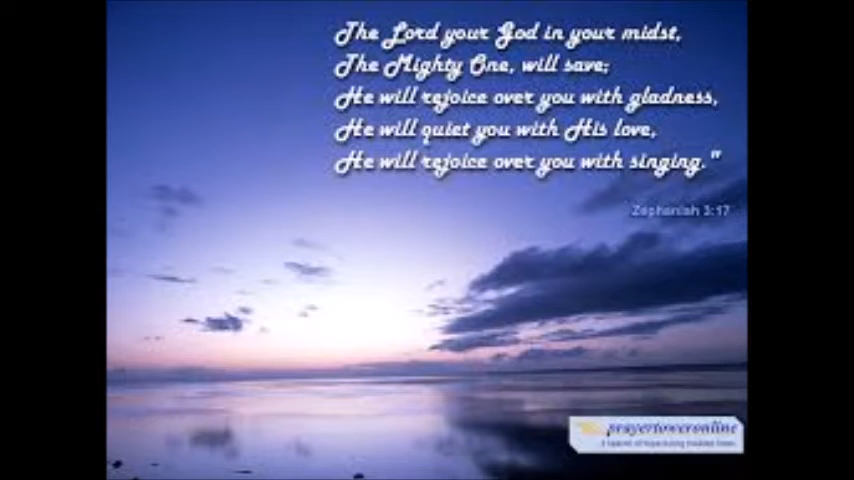 The Lord your God in your midst,
The Mighty One, will save;
He will rejoice over you with gladness,
He will quiet you with His love,
He will rejoice over you with singing."
Zephaniah 3:17
prayertoweronline